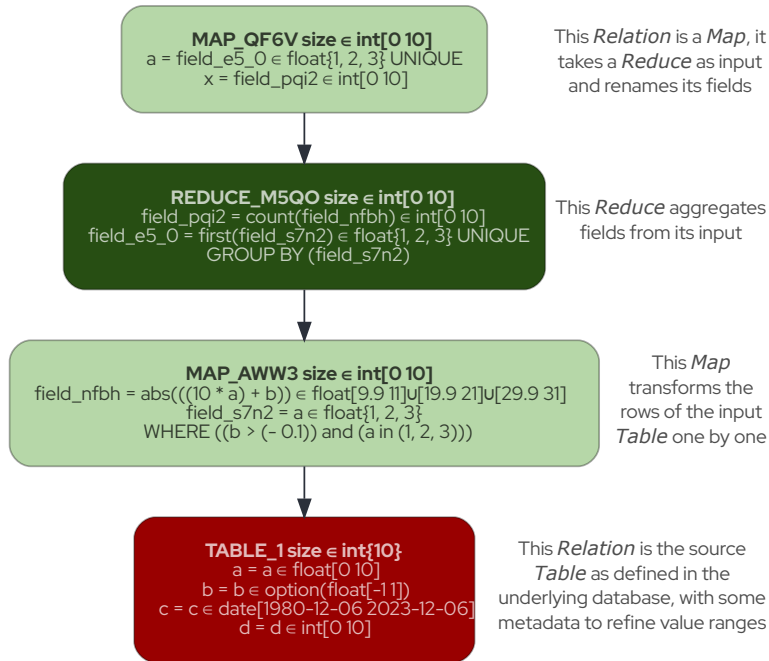 MAP_QF6V size ∈ int[0 10]
a = field_e5_0 ∈ float{1, 2, 3} UNIQUE
x = field_pqi2 ∈ int[0 10]
This Relation is a Map, it
takes a Reduce as input
and renames its fields
REDUCE_M5QO size ∈ int[0 10]
field_pqi2 = count(field_nfbh) ∈ int[0 10]
field_e5_0 = first(field_s7n2) ∈ float{1, 2, 3} UNIQUE
GROUP BY (field_s7n2)
This Reduce aggregates
fields from its input
MAP_AWW3 size ∈ int[0 10]
field_nfbh = abs(((10 * a) + b)) ∈ float[9.9 11]∪[19.9 21]∪[29.9 31]
field_s7n2 = a ∈ float{1, 2, 3}
WHERE ((b > (- 0.1)) and (a in (1, 2, 3)))
This Map
transforms the
rows of the input
Table one by one
TABLE_1 size ∈ int{10}
a = a ∈ float[0 10]
b = b ∈ option(float[-1 1])
c = c ∈ date[1980-12-06 2023-12-06]
d = d ∈ int[0 10]
This Relation is the source
Table as defined in the
underlying database, with some
metadata to refine value ranges